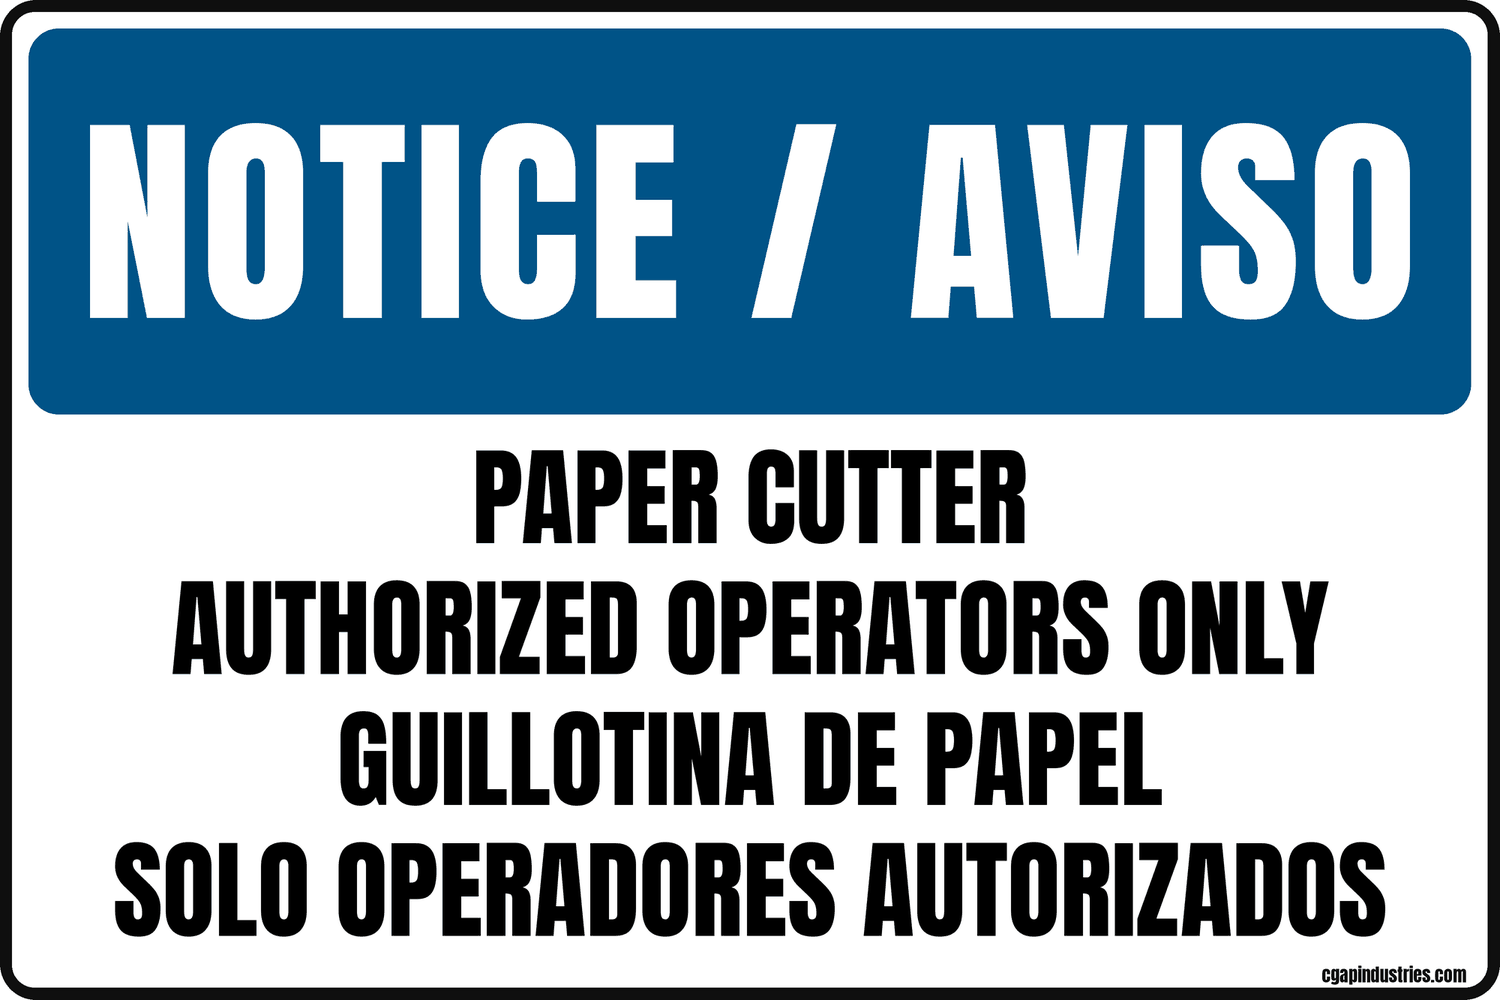 NOTICE / AVISO
PAPER CUTTER
AUTHORIZED OPERATORS ONLY
GUILLOTINA DE PAPEL
SOLO OPERADORES AUTORIZADOS
cgapindustries.com